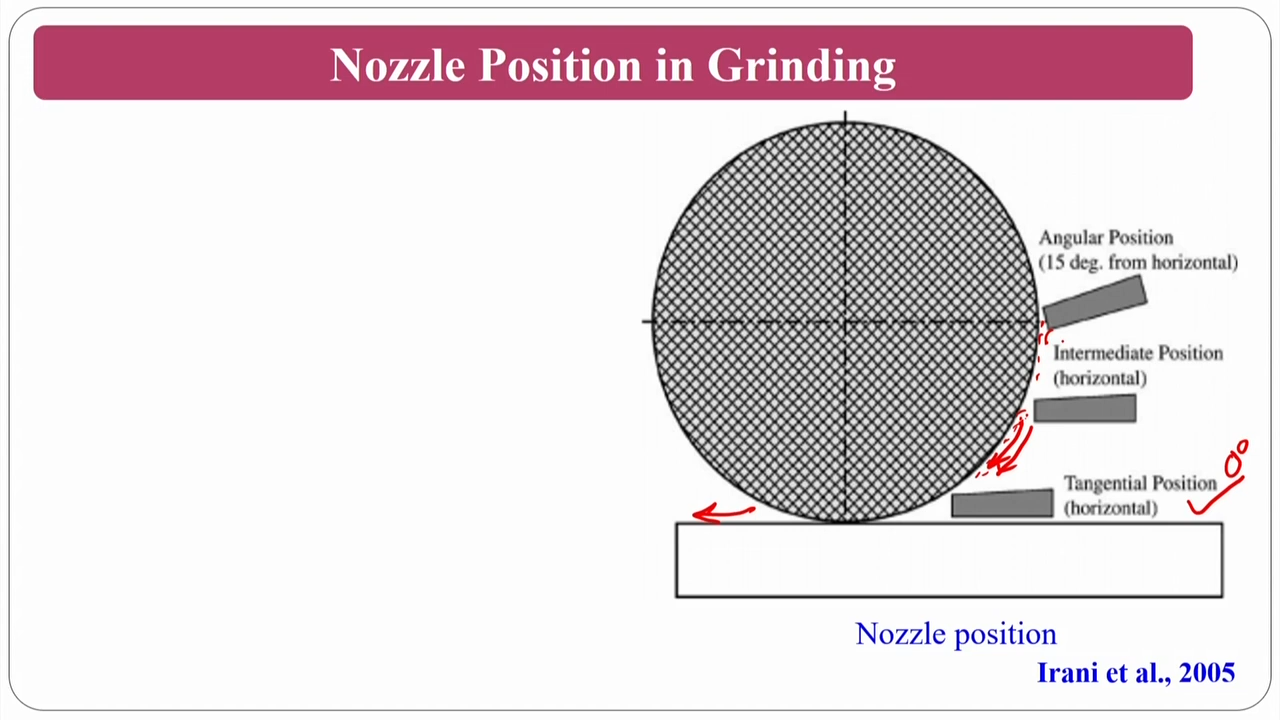 Nozzle Position in Grinding
Angular Position
(15 deg. from horizontal)
Intermediate Position
(horizontal)
0°
Tangential Position
(horizontal)
Nozzle position
Irani et al., 2005